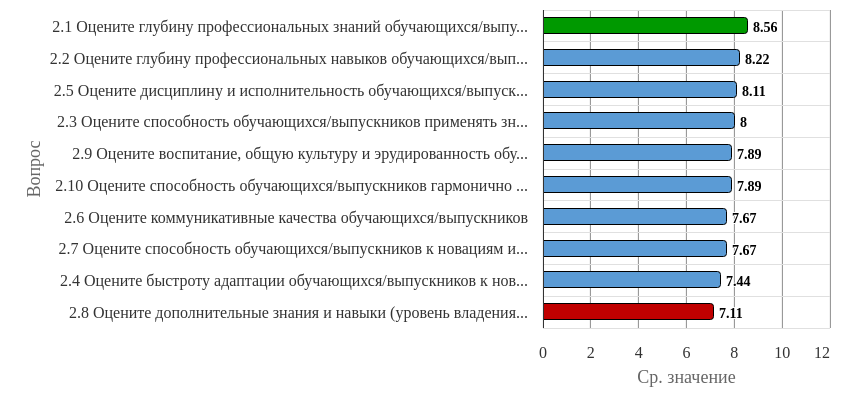 2.1 Оцените глубину профессиональных знаний обучающихся/выпу... 8.56
2.2 Оцените глубину профессиональных навыков обучающихся/вып... 8.22
2.5 Оцените дисциплину и исполнительность обучающихся/выпуск... 8.11
2.3 Оцените способность обучающихся/выпускников применять зн... 8
2.9 Оцените воспитание, общую культуру и эрудированность обу... 7.89
2.10 Оцените способность обучающихся/выпускников гармонично ... 7.89
2.6 Оцените коммуникативные качества обучающихся/выпускников 7.67
2.7 Оцените способность обучающихся/выпускников к новациям и... 7.67
2.4 Оцените быстроту адаптации обучающихся/выпускников к нов... 7.44
2.8 Оцените дополнительные знания и навыки (уровень владения... 7.11
Вопрос
0 2 4 6 8 10 12
Ср. значение